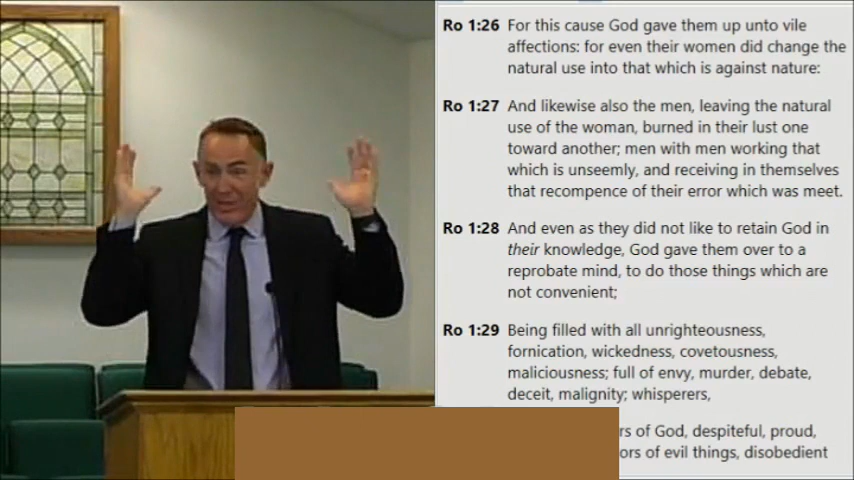 Ro 1:26 For this cause God gave them up unto vile
affections: for even their women did change the
natural use into that which is against nature:
Ro 1:27 And likewise also the men, leaving the natural
use of the woman, burned in their lust one
toward another; men with men working that
which is unseemly, and receiving in themselves
that recompence of their error which was meet.
Ro 1:28 And even as they did not like to retain God in
their knowledge, God gave them over to a
reprobate mind, to do those things which are
not convenient;
Ro 1:29 Being filled with all unrighteousness,
fornication, wickedness, covetousness,
maliciousness; full of envy, murder, debate,
deceit, malignity; whisperers,
of God, despiteful, proud,
of evil things, disobedient